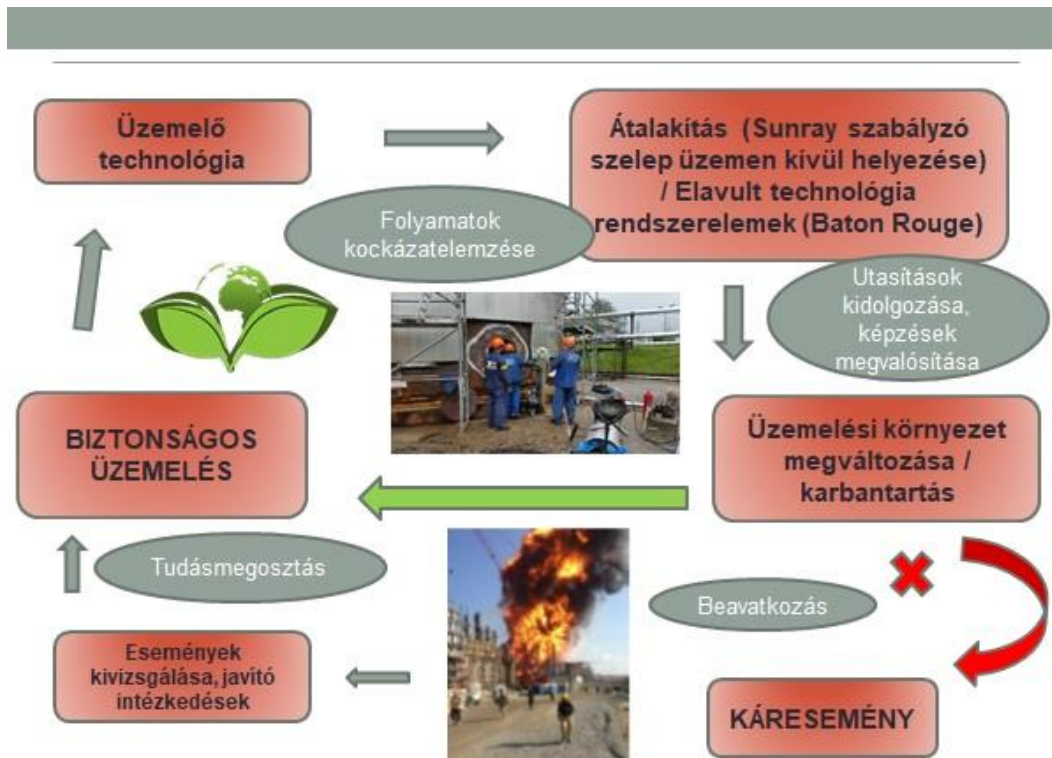 Üzemelő
technológia
Átalakítás (Sunray szabályzó
szelep üzemen kívül helyezése)
/ Elavult technológia
rendszerelemek (Baton Rouge)
Folyamatok
kockázatelemzése
Utasítások
kidolgozása,
képzések
megvalósítása
BIZTONSÁGOS
ÜZEMELÉS
Üzemelési környezet
megváltozása /
karbantartás
Tudásmegosztás
Beavatkozás
Események
kivizsgálása, javító
intézkedések
KÁRESEMÉNY